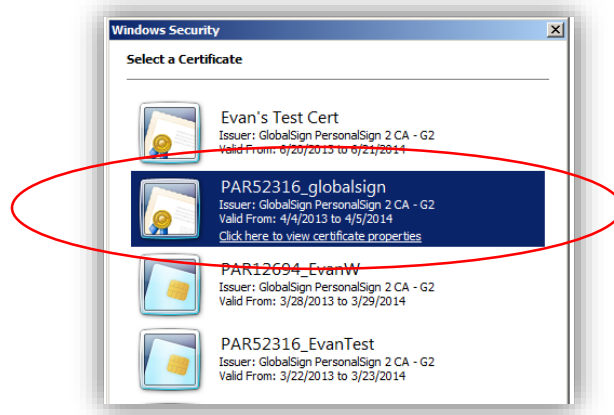 Windows Security
Select a Certificate
Evan's Test Cert
Issuer: GlobalSign PersonalSign 2 CA - G2
Valid From: 6/20/2013 to 6/21/2014
PAR52316_globalsign
Issuer: GlobalSign PersonalSign 2 CA - G2
Valid From: 4/4/2013 to 4/5/2014
Click here to view certificate properties
PAR12694_EvanW
Issuer: GlobalSign PersonalSign 2 CA - G2
Valid From: 3/28/2013 to 3/29/2014
PAR52316_EvanTest
Issuer: GlobalSign PersonalSign 2 CA - G2
Valid From: 3/22/2013 to 3/23/2014